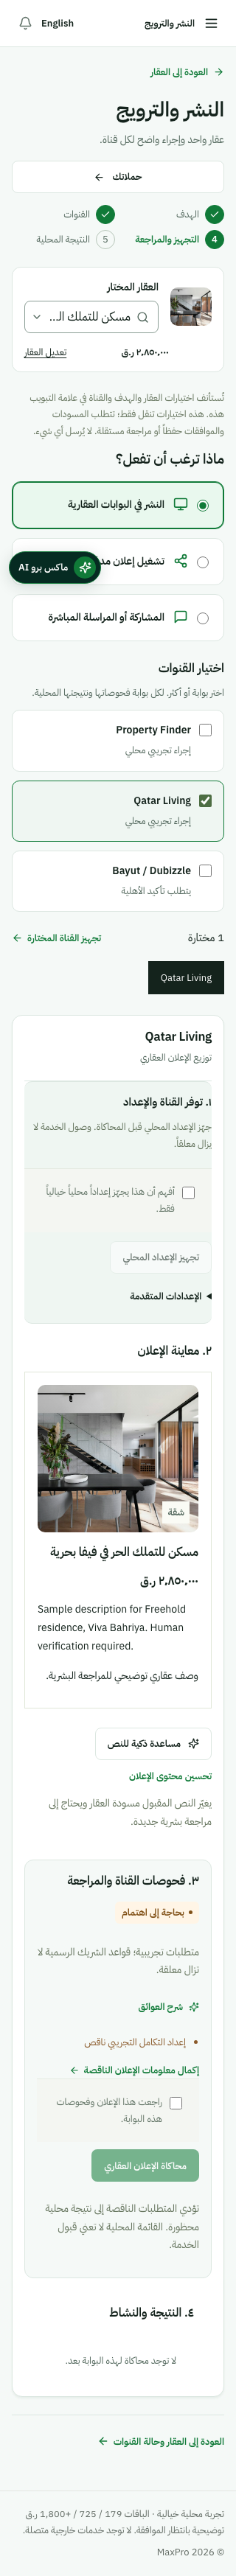 النشر والترويج
English
العودة إلى العقار
النشر والترويج
عقار واحد وإجراء واضح لكل قناة.
حملاتك
الهدف
القنوات
4
التجهيز والمراجعة
5
النتيجة المحلية
العقار المختار
مسكن للتملك الـ...
٢,٨٥٠,٠٠٠ ر.ق
تعديل العقار
تُستأنف اختيارات العقار والهدف والقناة في علامة التبويب
هذه. هذه اختيارات تنقل فقط؛ تتطلب المسودات
والموافقات حفظاً أو مراجعة مستقلة. لا يُرسل أي شيء.
ماذا ترغب أن تفعل؟
النشر في البوابات العقارية
تشغيل إعلان مد
ماكس برو AI
المشاركة أو المراسلة المباشرة
اختيار القنوات
اختر بوابة أو أكثر. لكل بوابة فحوصاتها ونتيجتها المحلية.
Property Finder
إجراء تجريبي محلي
Qatar Living
إجراء تجريبي محلي
Bayut / Dubizzle
يتطلب تأكيد الأهلية
1 مختارة
تجهيز القناة المختارة
Qatar Living
Qatar Living
توزيع الإعلان العقاري
١. توفر القناة والإعداد
جهّز الإعداد المحلي قبل المحاكاة. وصول الخدمة لا
يزال معلقاً.
أفهم أن هذا يجهّز إعداداً محلياً خيالياً
فقط.
تجهيز الإعداد المحلي
الإعدادات المتقدمة
٢. معاينة الإعلان
شقة
مسكن للتملك الحر في فيفا بحرية
٢,٨٥٠,٠٠٠ ر.ق
Sample description for Freehold
residence, Viva Bahriya. Human
verification required.
وصف عقاري توضيحي للمراجعة البشرية.
مساعدة ذكية للنص
تحسين محتوى الإعلان
يغيّر النص المقبول مسودة العقار ويحتاج إلى
مراجعة بشرية جديدة.
٣. فحوصات القناة والمراجعة
• بحاجة إلى اهتمام
متطلبات تجريبية؛ قواعد الشريك الرسمية لا
تزال معلقة.
شرح العوائق
• إعداد التكامل التجريبي ناقص
إكمال معلومات الإعلان الناقصة
راجعت هذا الإعلان وفحوصات
هذه البوابة.
محاكاة الإعلان العقاري
تؤدي المتطلبات الناقصة إلى نتيجة محلية
محظورة. القائمة المحلية لا تعني قبول
الخدمة.
٤. النتيجة والنشاط
لا توجد محاكاة لهذه البوابة بعد.
العودة إلى العقار وحالة القنوات
تجربة محلية خيالية · الباقات 179 / 725 / +1,800 ر.ق
توضيحية بانتظار الموافقة. لا توجد خدمات خارجية متصلة.
© 2026 MaxPro